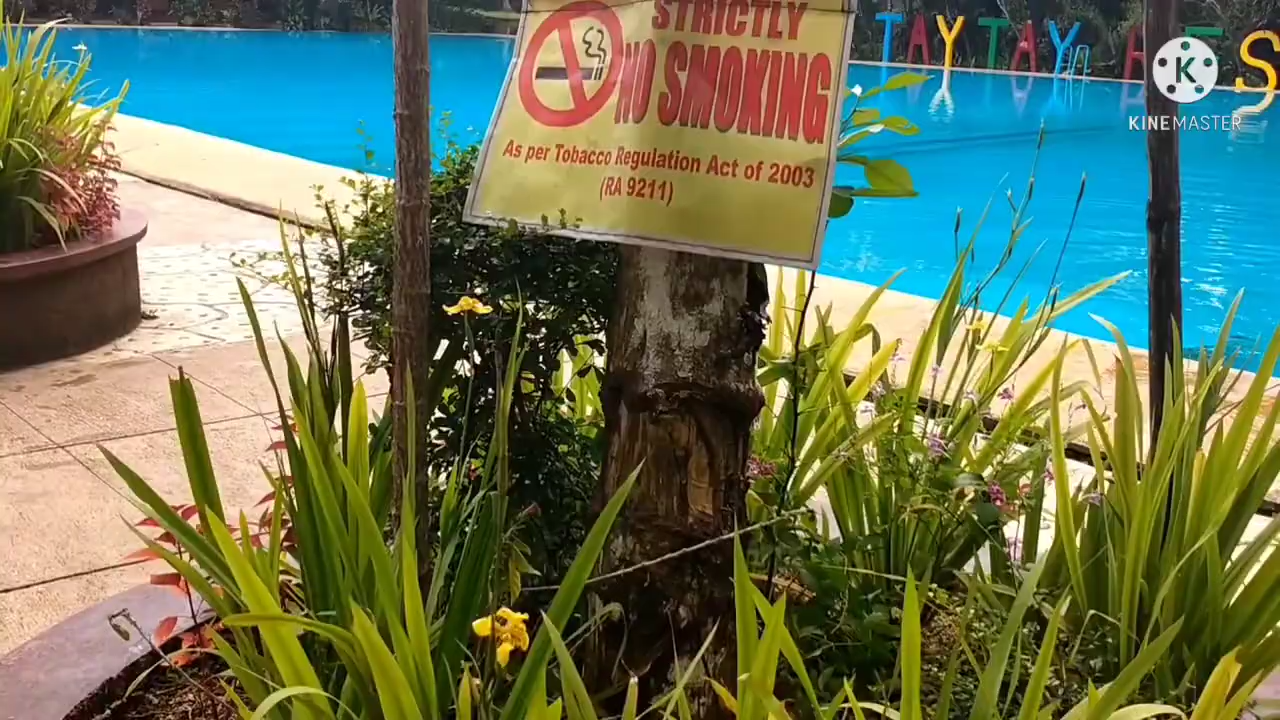 STRICTLY
NO SMOKING
As per Tobacco Regulation Act of 2003
(RA 9211)
TAYTAY
K
KINEMASTER